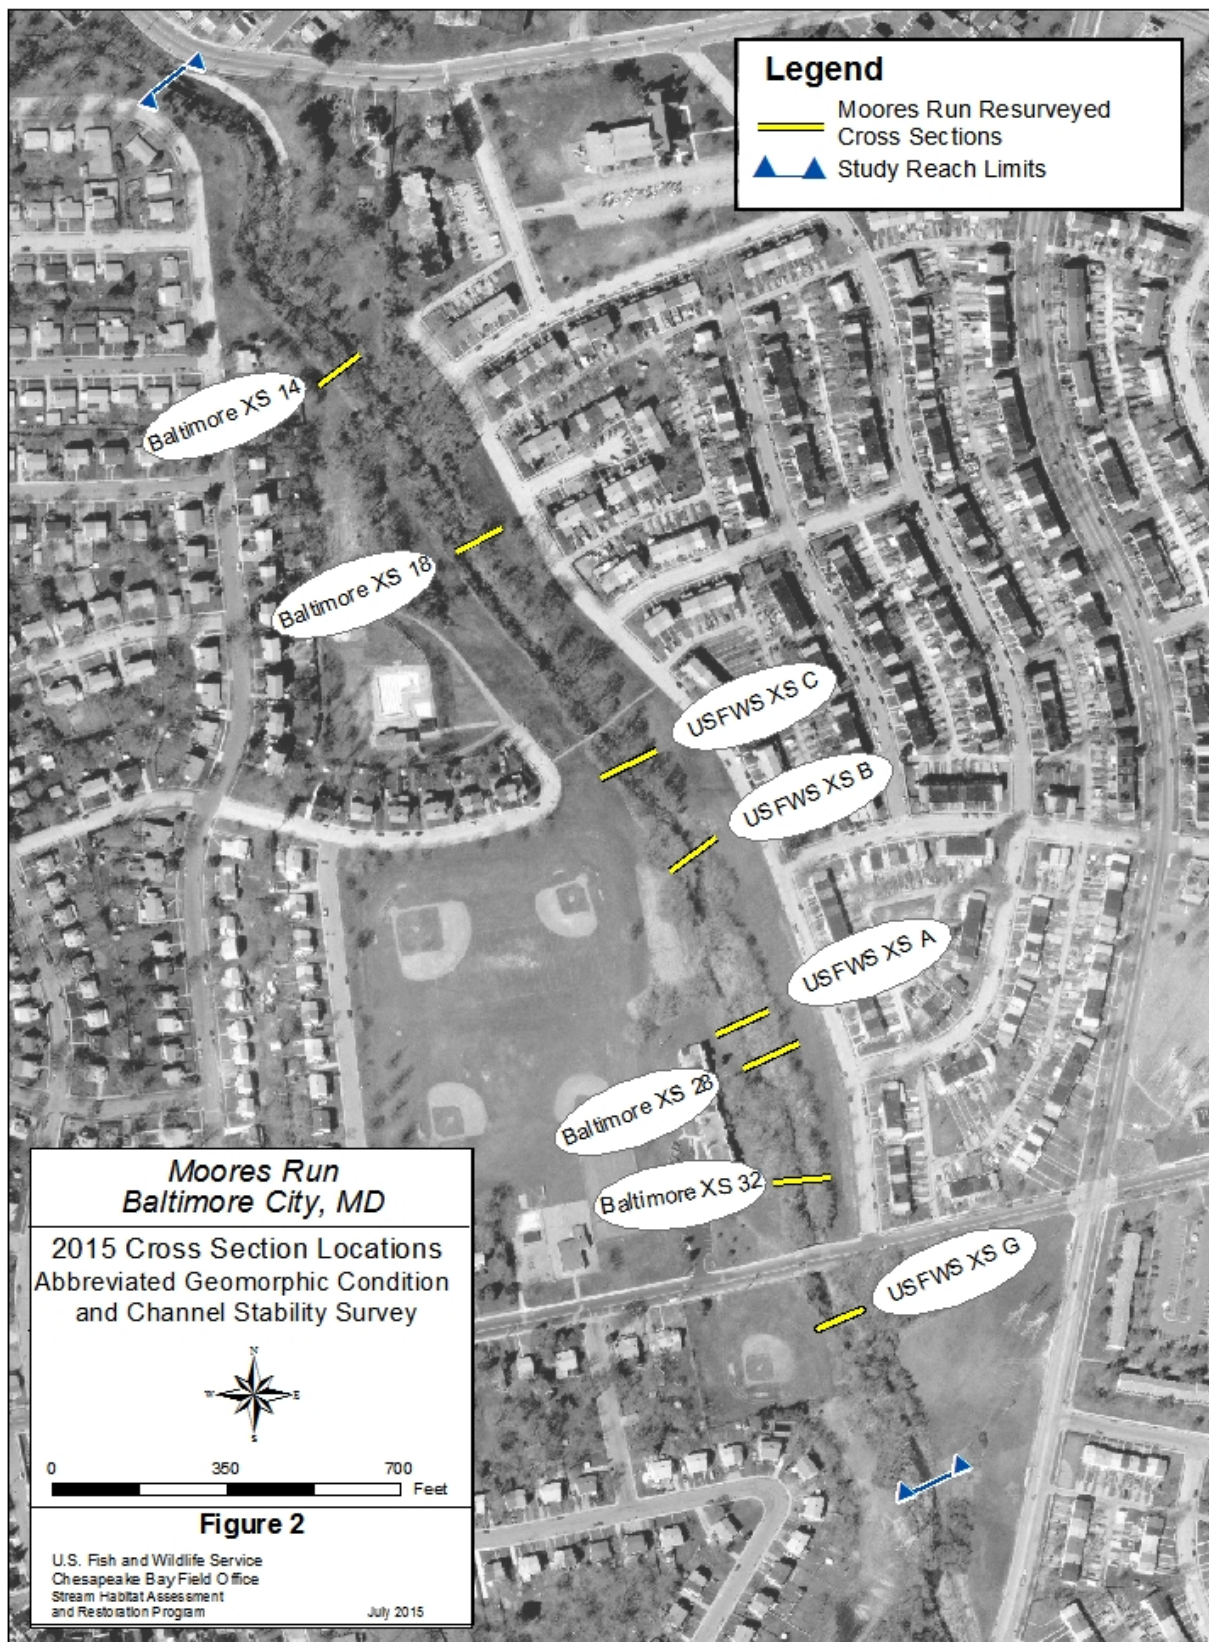 Legend
Moores Run Resurveyed
Cross Sections
Study Reach Limits
Baltimore XS 14
Baltimore XS 18
USFWS XS C
USFWS XS B
USFWS XS A
Baltimore XS 28
Baltimore XS 32
USFWS XS G
Moores Run
Baltimore City, MD
2015 Cross Section Locations
Abbreviated Geomorphic Condition
and Channel Stability Survey
N
W E
S
0 350 700
Feet
Figure 2
U.S. Fish and Wildlife Service
Chesapeake Bay Field Office
Stream Habitat Assessment
and Restoration Program July 2015